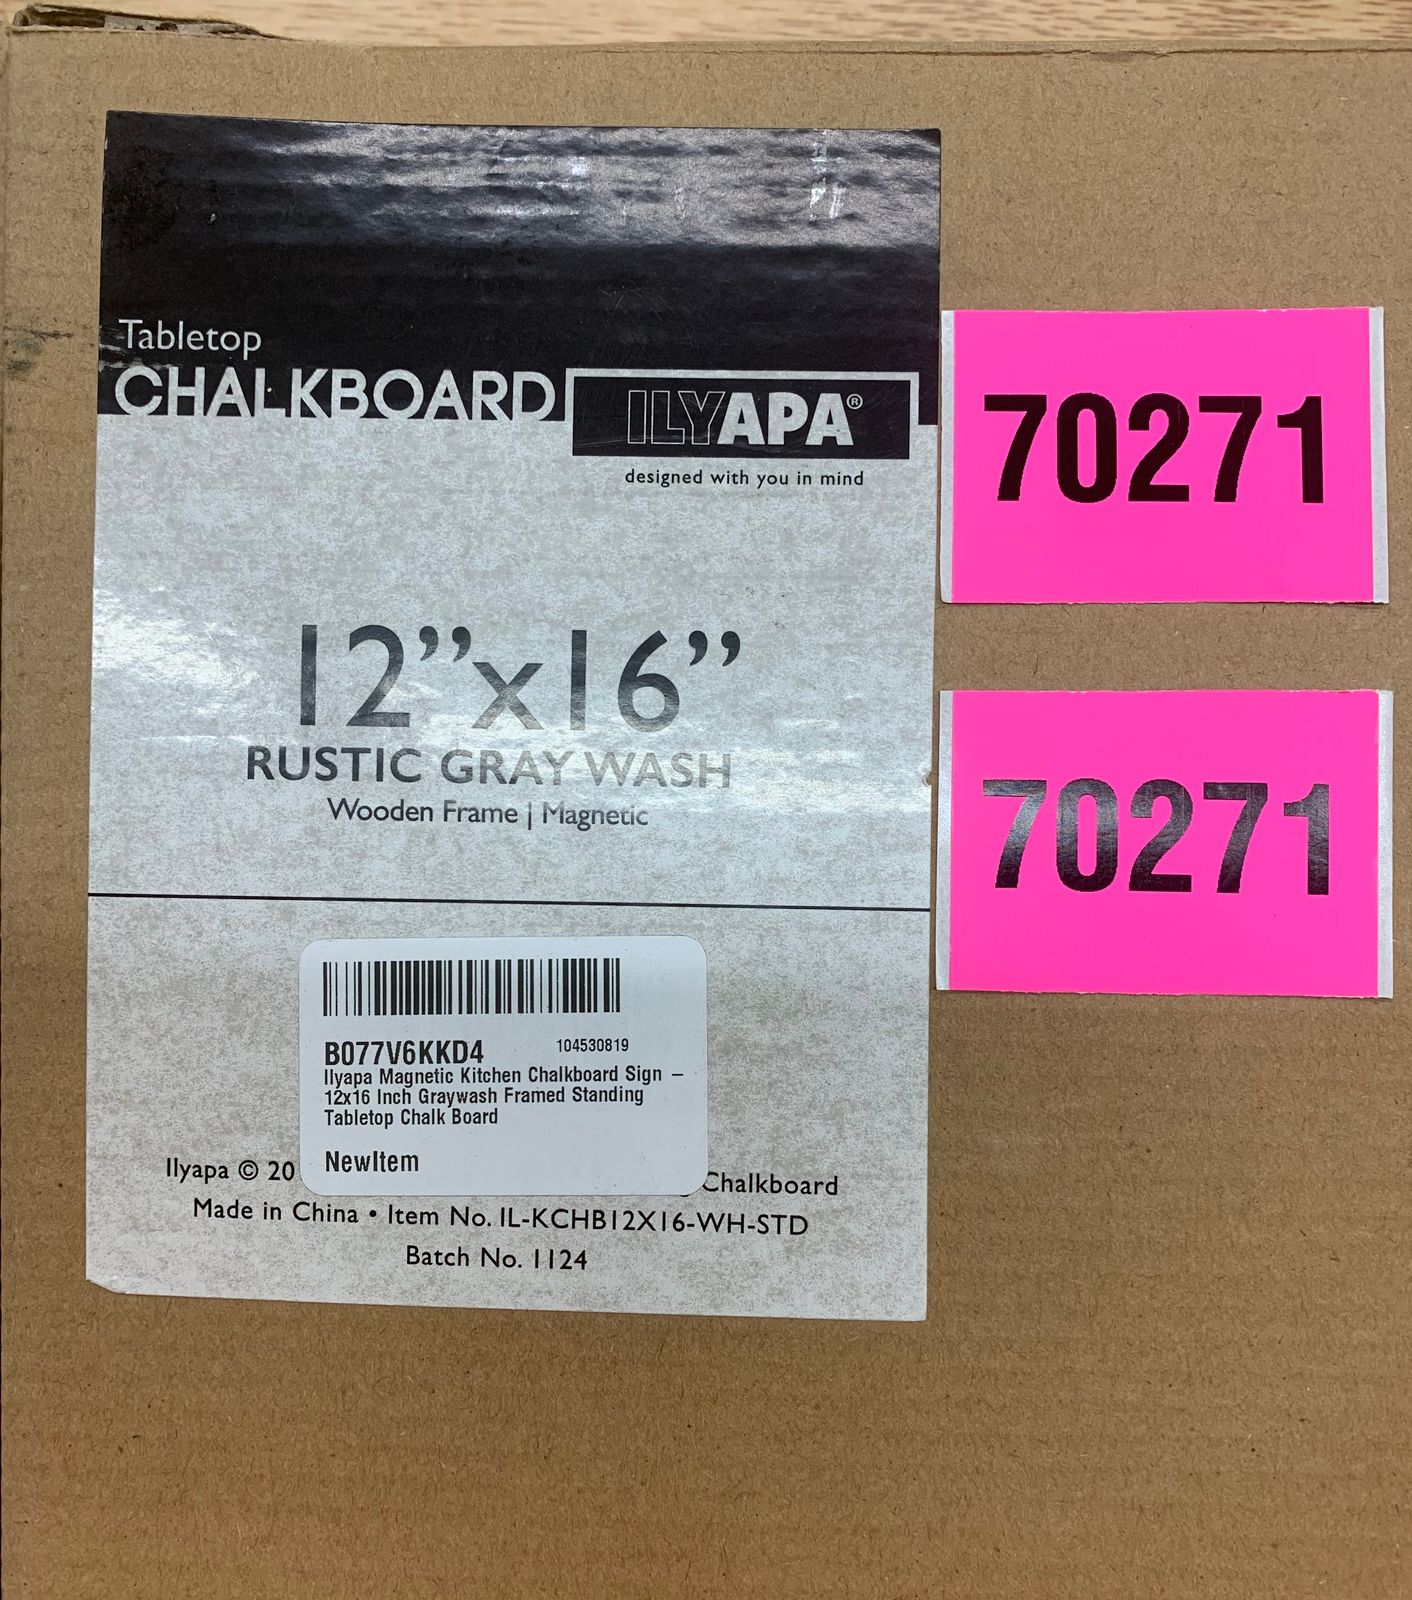 Tabletop
CHALKBOARD
ILYAPA®
designed with you in mind
12”x16”
RUSTIC GRAY WASH
Wooden Frame | Magnetic
B077V6KKD4 104530819
Ilyapa Magnetic Kitchen Chalkboard Sign –
12x16 Inch Graywash Framed Standing
Tabletop Chalk Board
NewItem
Ilyapa © 20
Chalkboard
Made in China • Item No. IL-KCHB12X16-WH-STD
Batch No. 1124
70271
70271